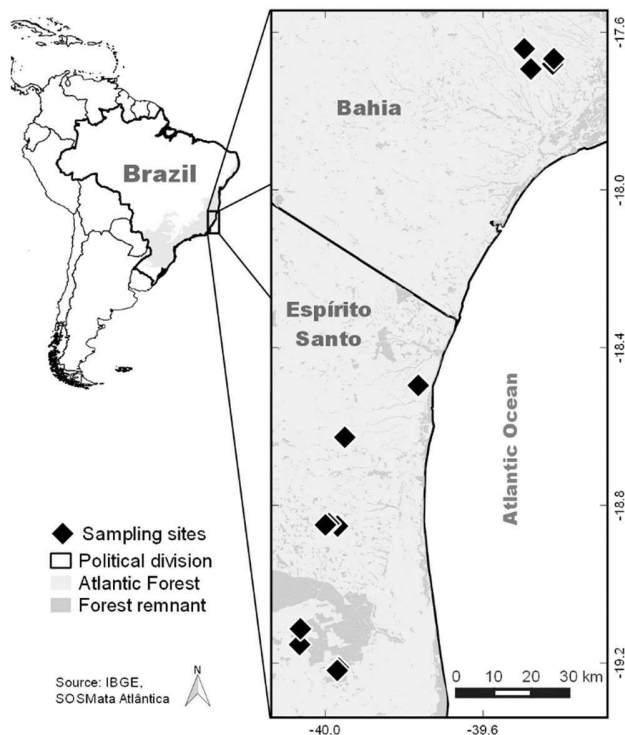 Brazil
Bahia
Espírito
Santo
Atlantic Ocean
-17.6
-18.0
-18.4
-18.8
-19.2
-40.0
-39.6
0 10 20 30 km
Sampling sites
Political division
Atlantic Forest
Forest remnant
Source: IBGE,
SOSMata Atlântica
N